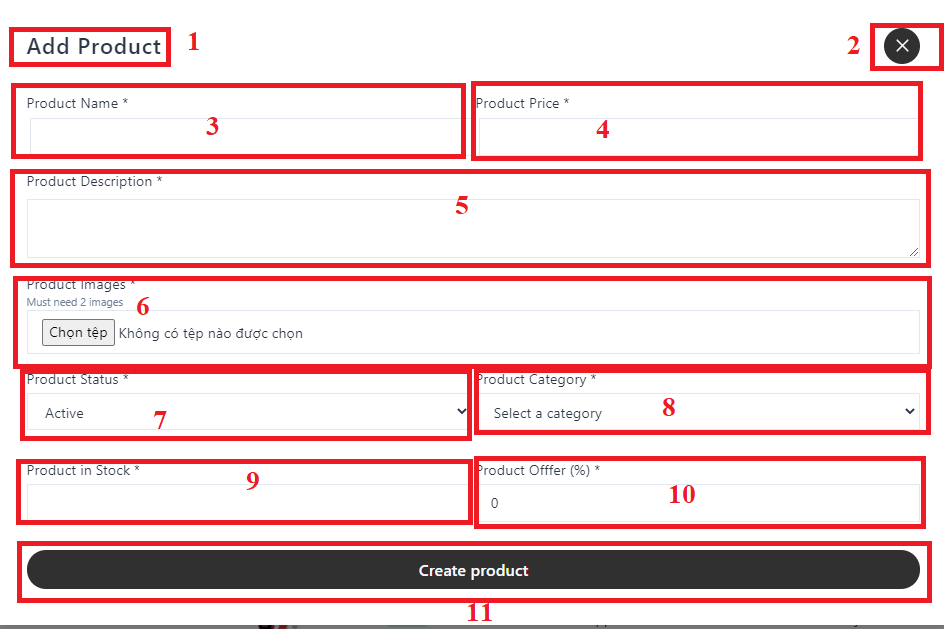 Add Product 1
2
Product Name *
3
Product Price *
4
Product Description *
5
Product Images *
Must need 2 images 6
Chọn tệp Không có tệp nào được chọn
Product Status *
Active 7
Product Category *
Select a category 8
Product in Stock *
9
Product Offfer (%) *
0 10
Create product
11